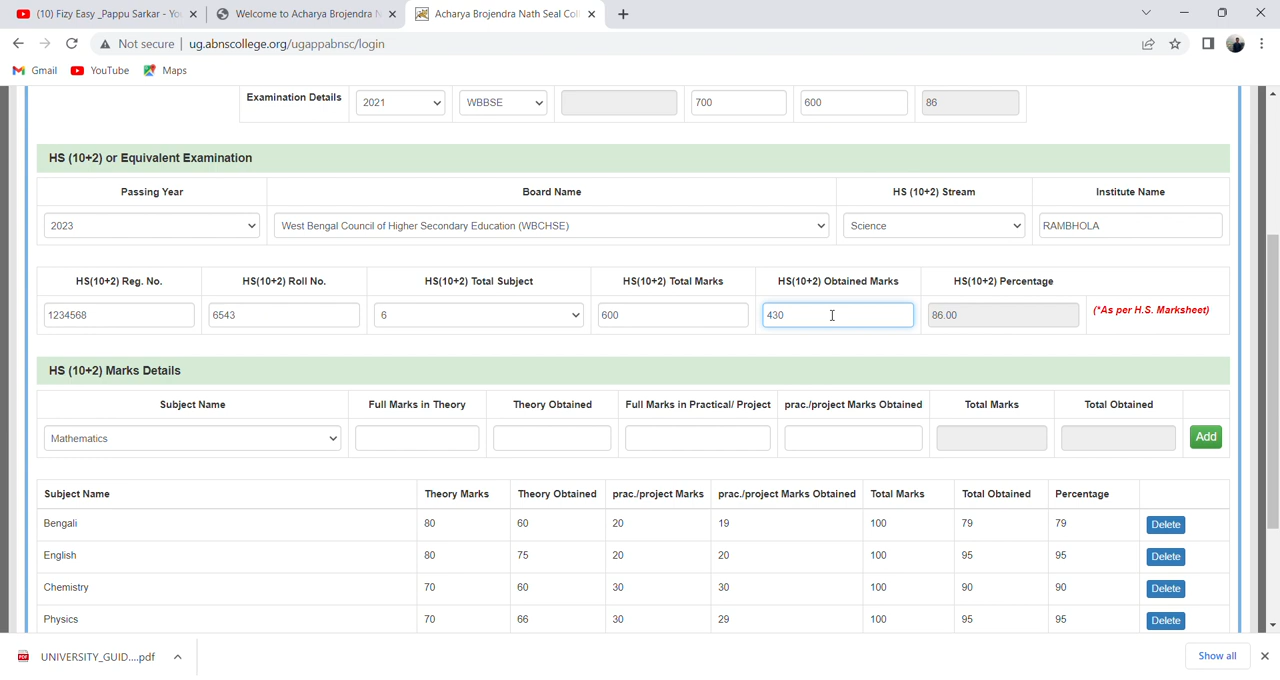 (10) Fizy Easy _Pappu Sarkar - Yo
Welcome to Acharya Brojendra N
Acharya Brojendra Nath Seal Coll
Not secure | ug.abnscollege.org/ugappabnsc/login
Gmail YouTube Maps
Examination Details 2021 WBBSE 700 600 86
HS (10+2) or Equivalent Examination
Passing Year Board Name HS (10+2) Stream Institute Name
2023 West Bengal Council of Higher Secondary Education (WBCHSE) Science RAMBHOLA
HS(10+2) Reg. No. HS(10+2) Roll No. HS(10+2) Total Subject HS(10+2) Total Marks HS(10+2) Obtained Marks HS(10+2) Percentage
1234568 6543 6 600 430 86.00 (*As per H.S. Marksheet)
HS (10+2) Marks Details
Subject Name Full Marks in Theory Theory Obtained Full Marks in Practical/ Project prac./project Marks Obtained Total Marks Total Obtained
Mathematics Add
Subject Name Theory Marks Theory Obtained prac./project Marks prac./project Marks Obtained Total Marks Total Obtained Percentage
Bengali 80 60 20 19 100 79 79 Delete
English 80 75 20 20 100 95 95 Delete
Chemistry 70 60 30 30 100 90 90 Delete
Physics 70 66 30 29 100 95 95 Delete
UNIVERSITY_GUID....pdf Show all